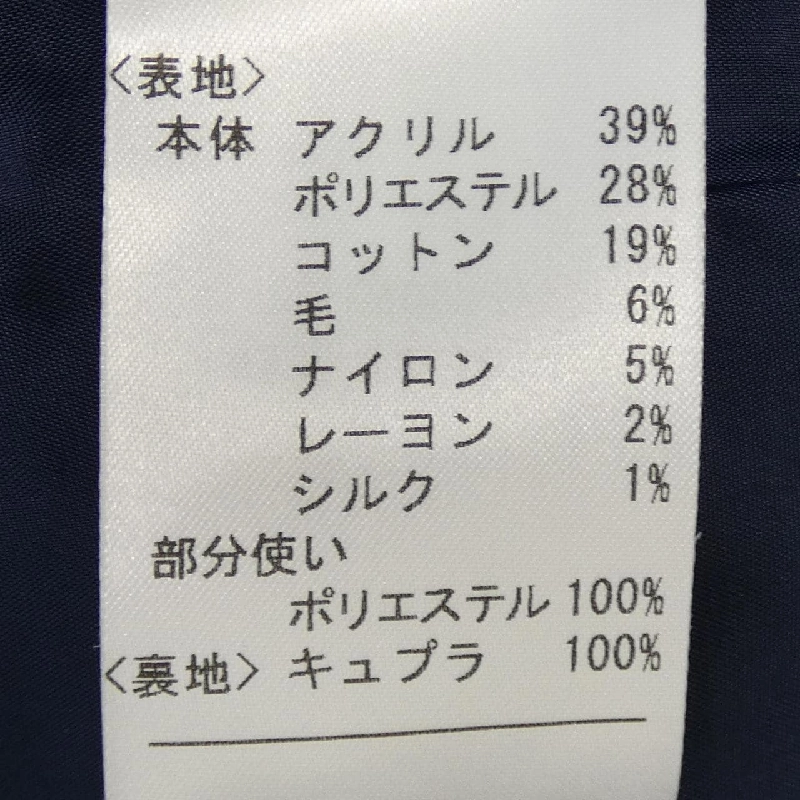 〈表地〉
本体 アクリル 39%
ポリエステル 28%
コットン 19%
毛 6%
ナイロン 5%
レーヨン 2%
シルク 1%
部分使い
ポリエステル 100%
〈裏地〉 キュプラ 100%